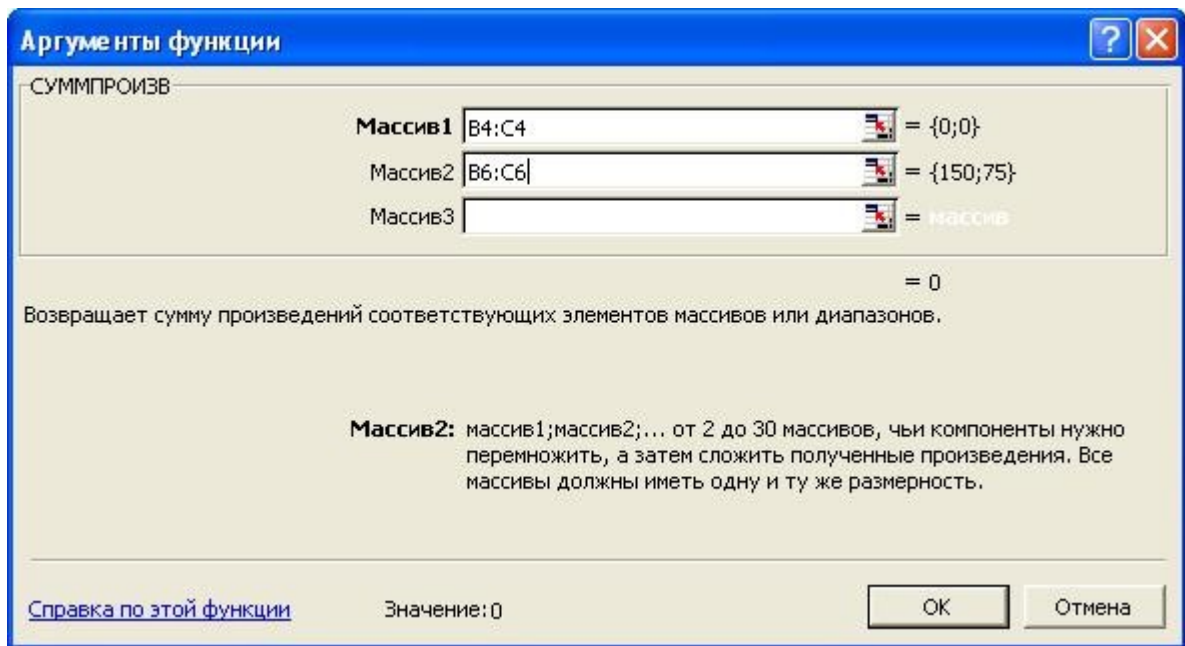 Аргументы функции
СУММПРОИЗВ
Массив1 B4:C4 = {0;0}
Массив2 B6:C6 = {150;75}
Массив3 = массив
= 0
Возвращает сумму произведений соответствующих элементов массивов или диапазонов.
Массив2: массив1;массив2;... от 2 до 30 массивов, чьи компоненты нужно
перемножить, а затем сложить полученные произведения. Все
массивы должны иметь одну и ту же размерность.
Справка по этой функции Значение:0 ОК Отмена